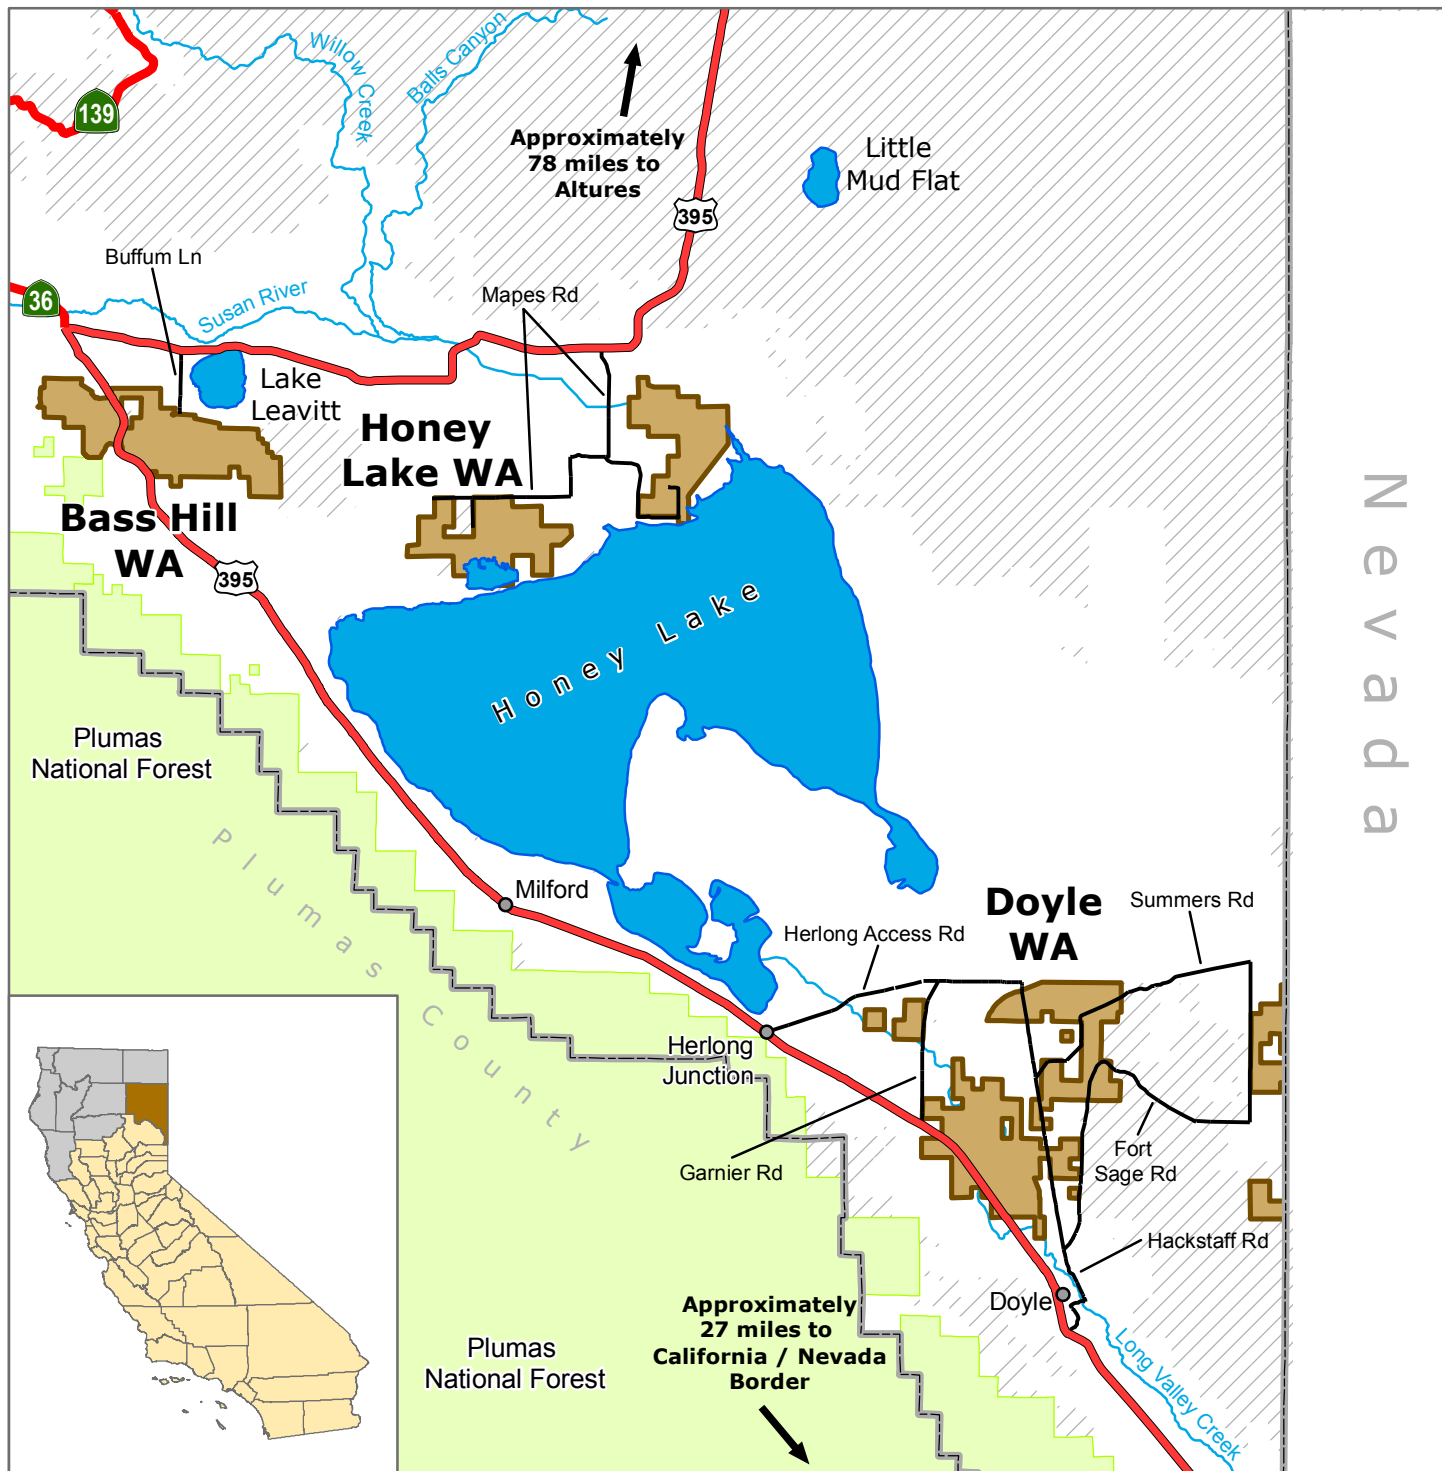 139
Willow
Creek
Balls Canyon
Approximately
78 miles to
Altures
395
Little
Mud Flat
Buffum Ln
36
Susan River
Mapes Rd
Lake
Leavitt
Honey
Lake WA
Bass Hill
WA
395
Nevada
Honey Lake
Plumas
National Forest
Plumas County
Milford
Doyle
WA
Summers Rd
Herlong Access Rd
Herlong
Junction
Garnier Rd
Fort
Sage Rd
Hackstaff Rd
Doyle
Approximately
27 miles to
California / Nevada
Border
Plumas
National Forest
Long Valley Creek